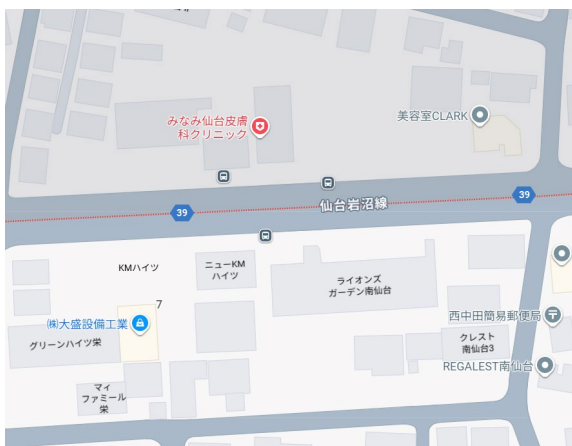 みなみ仙台皮膚
科クリニック
美容室CLARK
39
仙台岩沼線
39
KMハイツ
ニューKM
ハイツ
ライオンズ
ガーデン南仙台
7
㈱大盛設備工業
西中田簡易郵便局
グリーンハイツ栄
クレスト
南仙台3
REGALEST南仙台
マィ
ファミール
栄